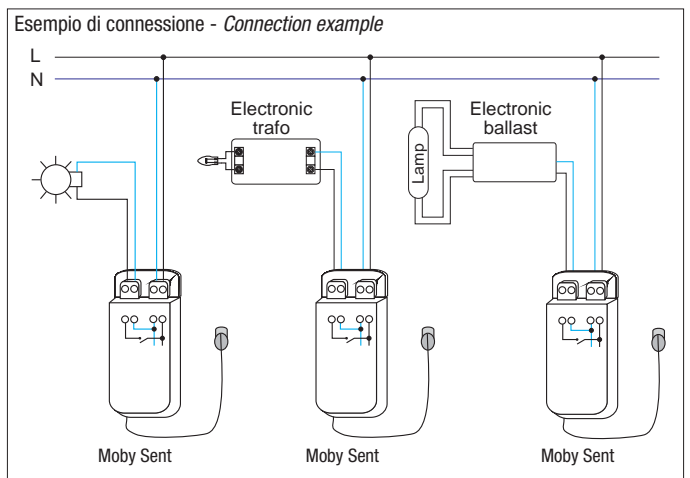 Esempio di connessione - Connection example
L
N
Electronic
trafo
Electronic
ballast
Lamp
Moby Sent
Moby Sent
Moby Sent